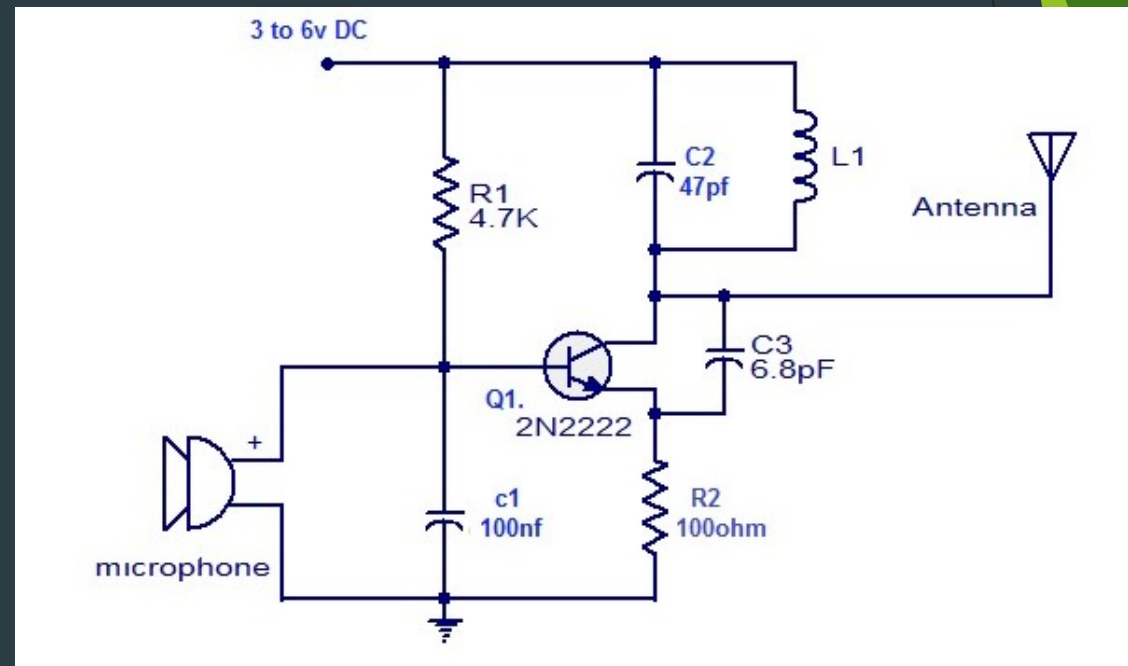 3 to 6v DC
R1
4.7K
C2
47pf
L1
Antenna
C3
6.8pF
Q1.
2N2222
+
microphone
c1
100nf
R2
100ohm